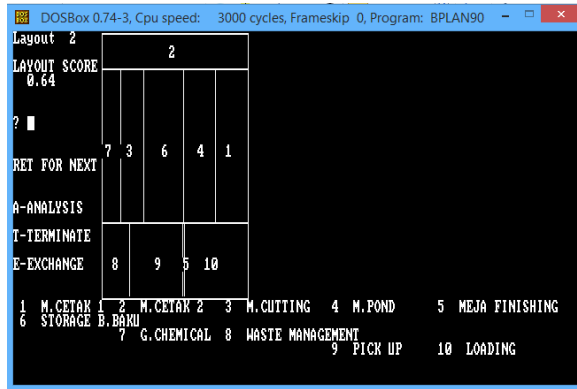 DOSBox 0.74-3, Cpu speed: 3000 cycles, Frameskip 0, Program: BPLAN90
Layout 2
2
LAYOUT SCORE
0.64
? 
7 3 6 4 1
RET FOR NEXT
A-ANALYSIS
T-TERMINATE
E-EXCHANGE 8 9 5 10
1 M.CETAK 1 2 M.CETAK 2 3 M.CUTTING 4 M.POND 5 MEJA FINISHING
6 STORAGE B.BAKU
7 G.CHEMICAL 8 WASTE MANAGEMENT
9 PICK UP 10 LOADING